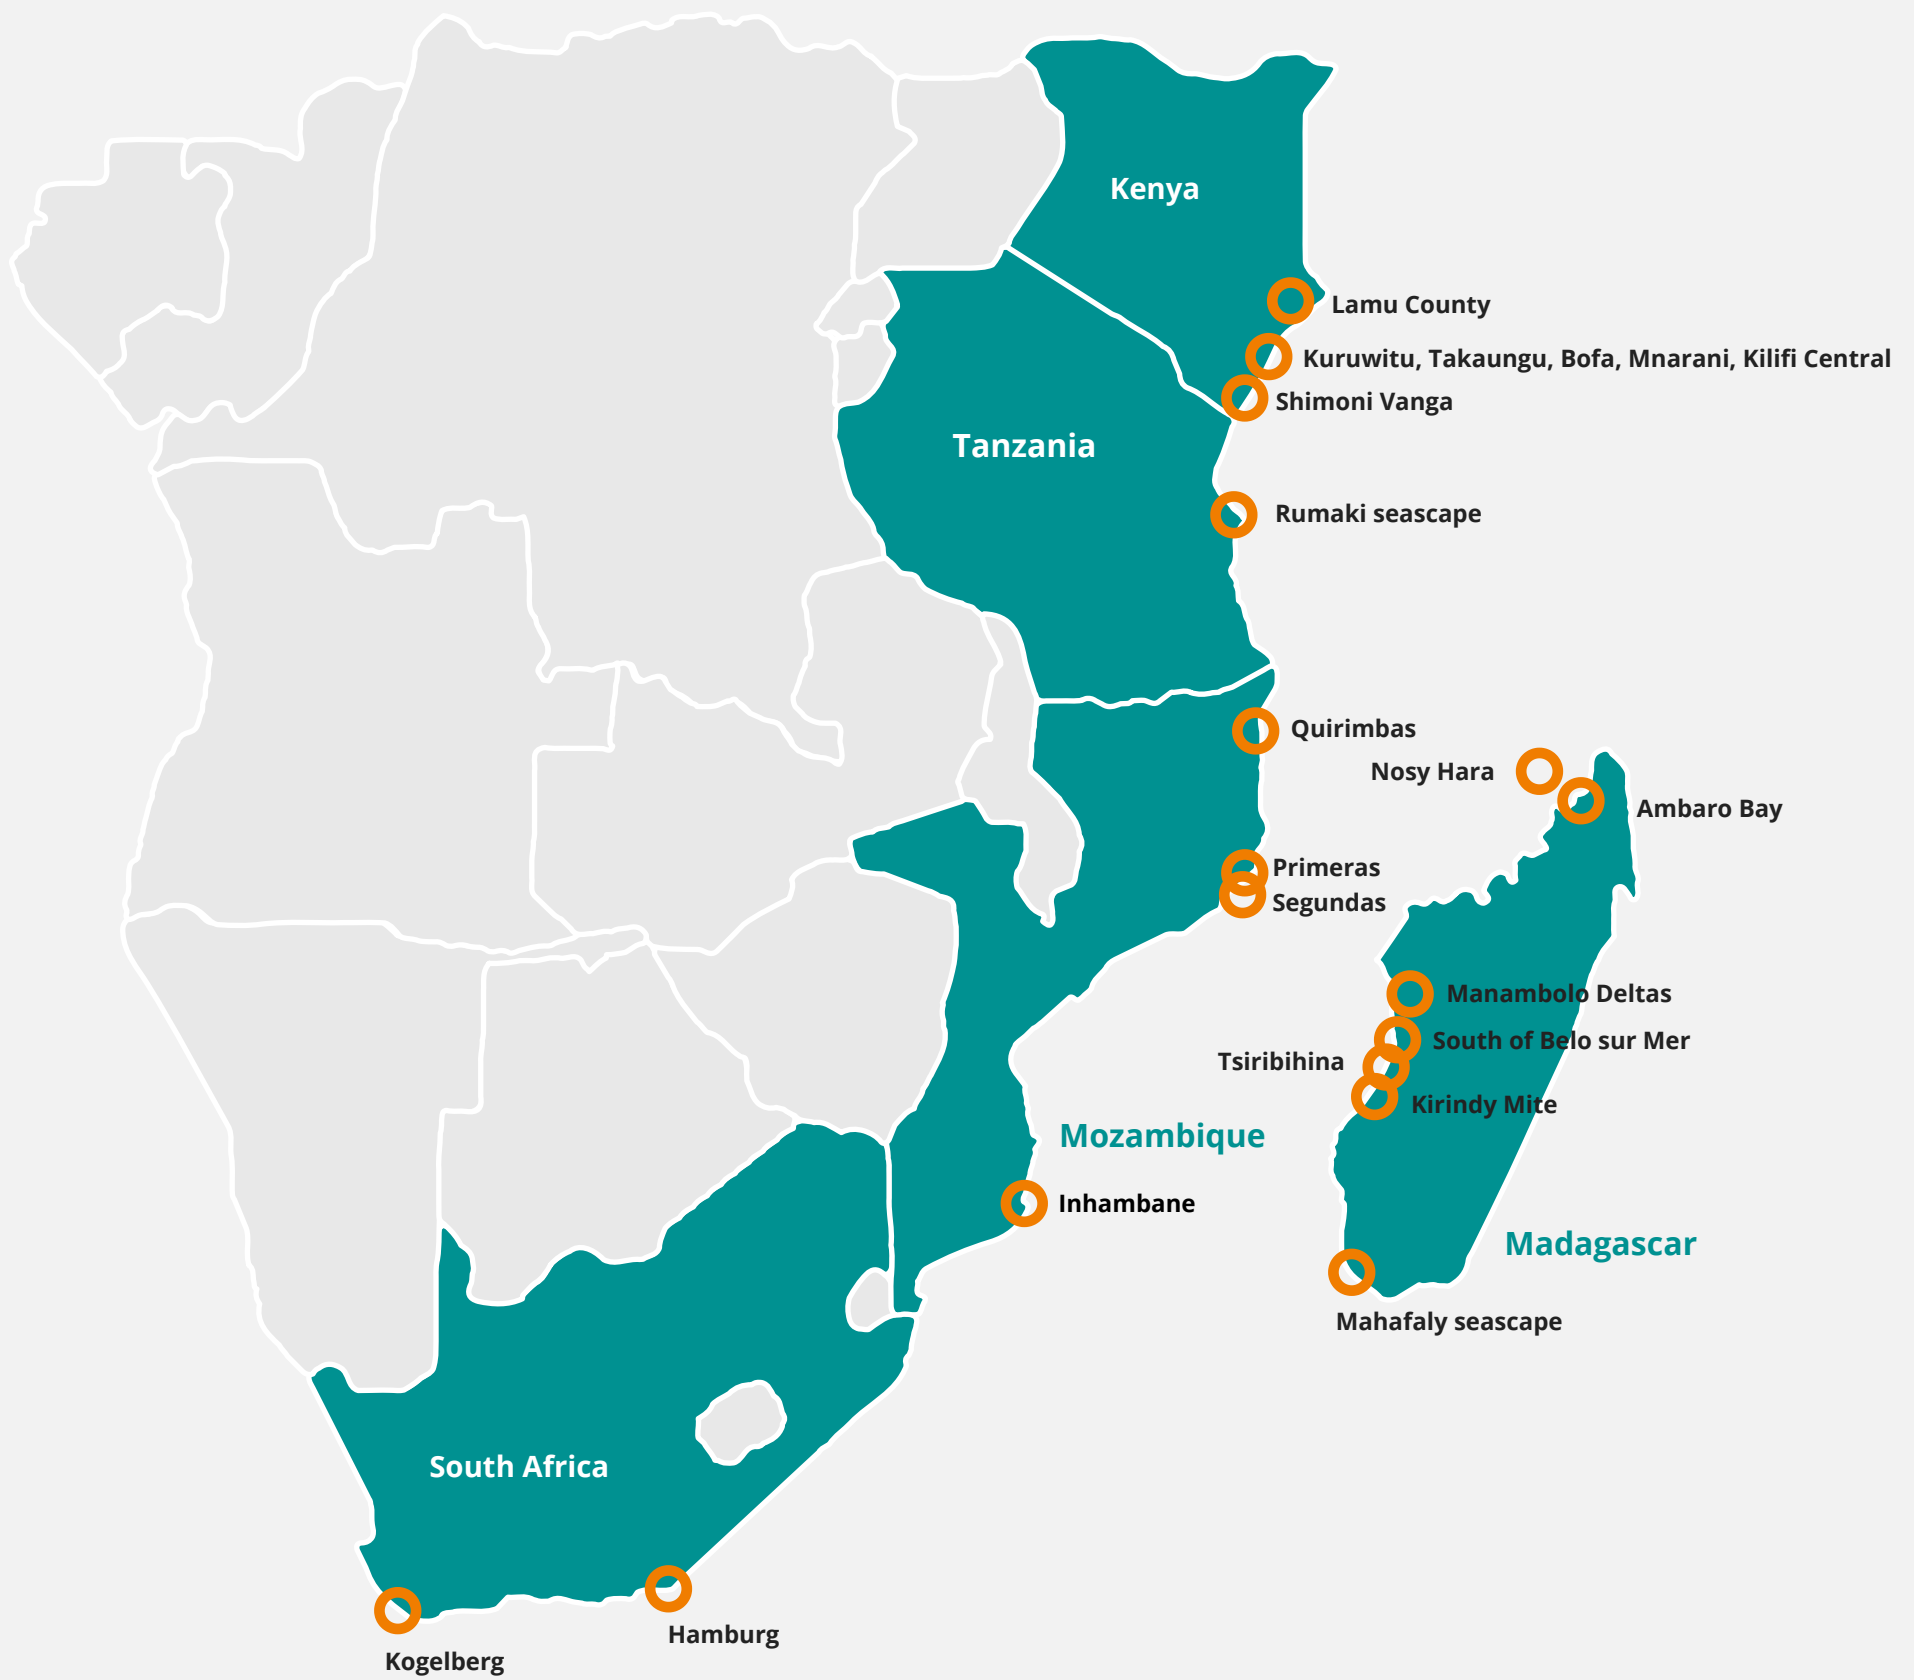 Kenya
Lamu County
Kuruwitu, Takaungu, Bofa, Mnarani, Kilifi Central
Shimoni Vanga
Tanzania
Rumaki seascape
Quirimbas
Nosy Hara
Ambaro Bay
Primeras
Segundas
Manambolo Deltas
South of Belo sur Mer
Tsiribihina
Kirindy Mite
Mozambique
Inhambane
Madagascar
Mahafaly seascape
South Africa
Hamburg
Kogelberg